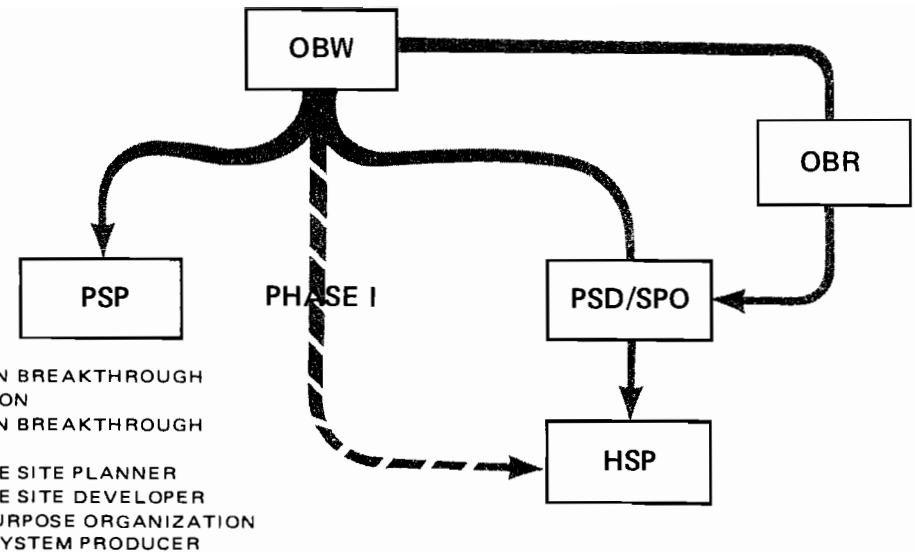 OBW
OBR
PSP
PHASE I
PSD/SPO
HSP
N BREAKTHROUGH
ON
N BREAKTHROUGH
E SITE PLANNER
E SITE DEVELOPER
URPOSE ORGANIZATION
YSTEM PRODUCER